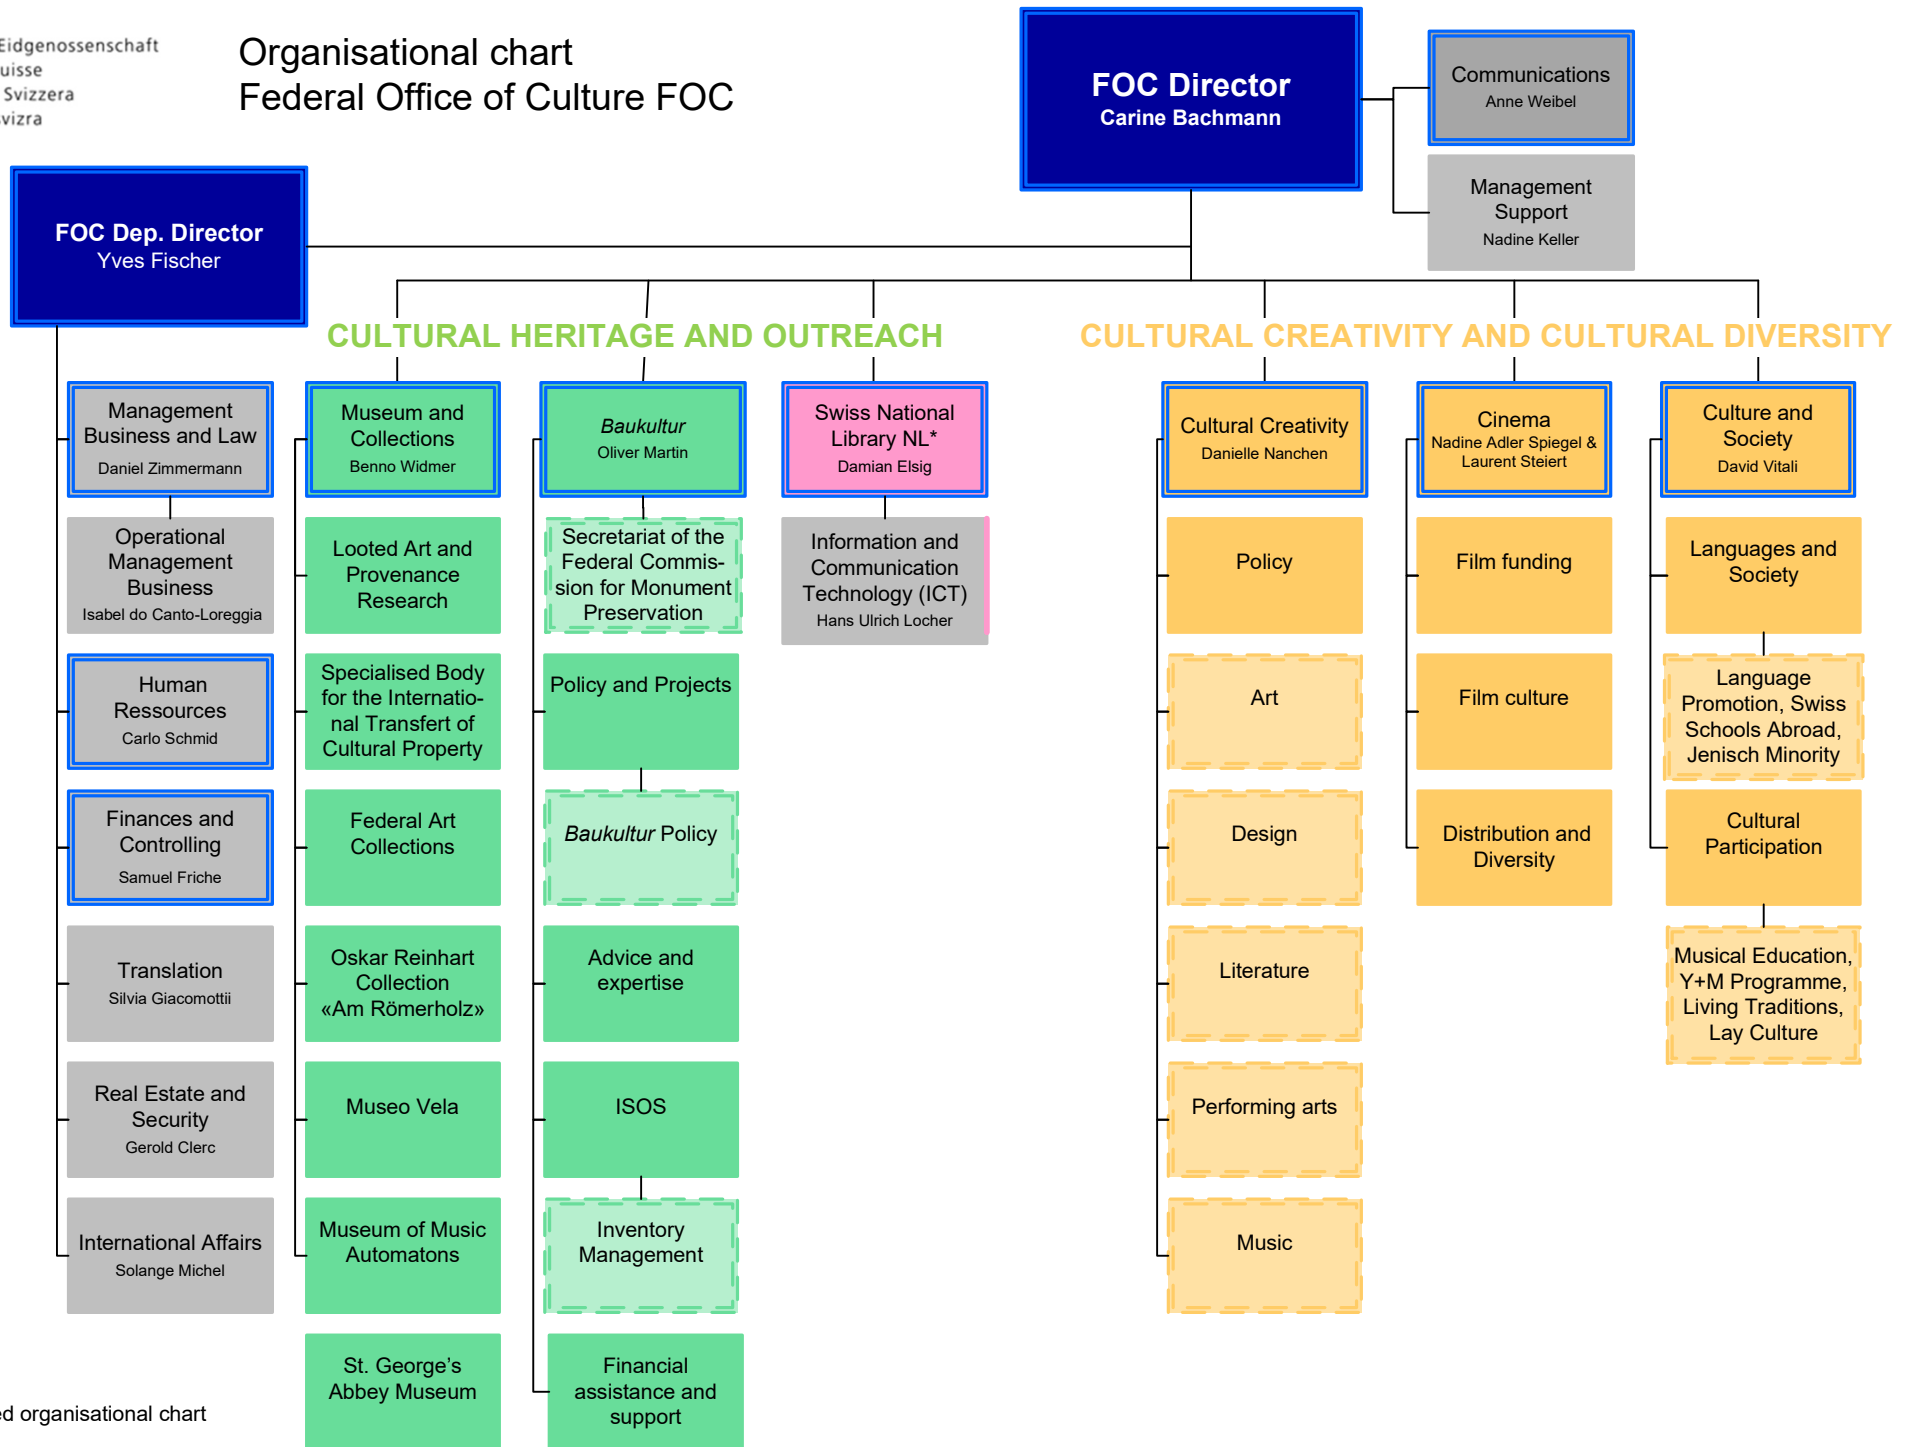 Eidgenossenschaft
uisse
Svizzera
vizra
Organisational chart
Federal Office of Culture FOC
FOC Director
Carine Bachmann
Communications
Anne Weibel
Management
Support
Nadine Keller
FOC Dep. Director
Yves Fischer
CULTURAL HERITAGE AND OUTREACH
CULTURAL CREATIVITY AND CULTURAL DIVERSITY
Management
Business and Law
Daniel Zimmermann
Operational
Management
Business
Isabel do Canto-Loreggia
Human
Ressources
Carlo Schmid
Finances and
Controlling
Samuel Friche
Translation
Silvia Giacomottii
Real Estate and
Security
Gerold Clerc
International Affairs
Solange Michel
Museum and
Collections
Benno Widmer
Looted Art and
Provenance
Research
Specialised Body
for the Internatio-
nal Transfert of
Cultural Property
Federal Art
Collections
Oskar Reinhart
Collection
«Am Römerholz»
Museo Vela
Museum of Music
Automatons
St. George's
Abbey Museum
Baukultur
Oliver Martin
Secretariat of the
Federal Commis-
sion for Monument
Preservation
Policy and Projects
Baukultur Policy
Advice and
expertise
ISOS
Inventory
Management
Financial
assistance and
support
Swiss National
Library NL*
Damian Elsig
Information and
Communication
Technology (ICT)
Hans Ulrich Locher
Cultural Creativity
Danielle Nanchen
Policy
Art
Design
Literature
Performing arts
Music
Cinema
Nadine Adler Spiegel &
Laurent Steiert
Film funding
Film culture
Distribution and
Diversity
Culture and
Society
David Vitali
Languages and
Society
Language
Promotion, Swiss
Schools Abroad,
Jenisch Minority
Cultural
Participation
Musical Education,
Y+M Programme,
Living Traditions,
Lay Culture
ed organisational chart